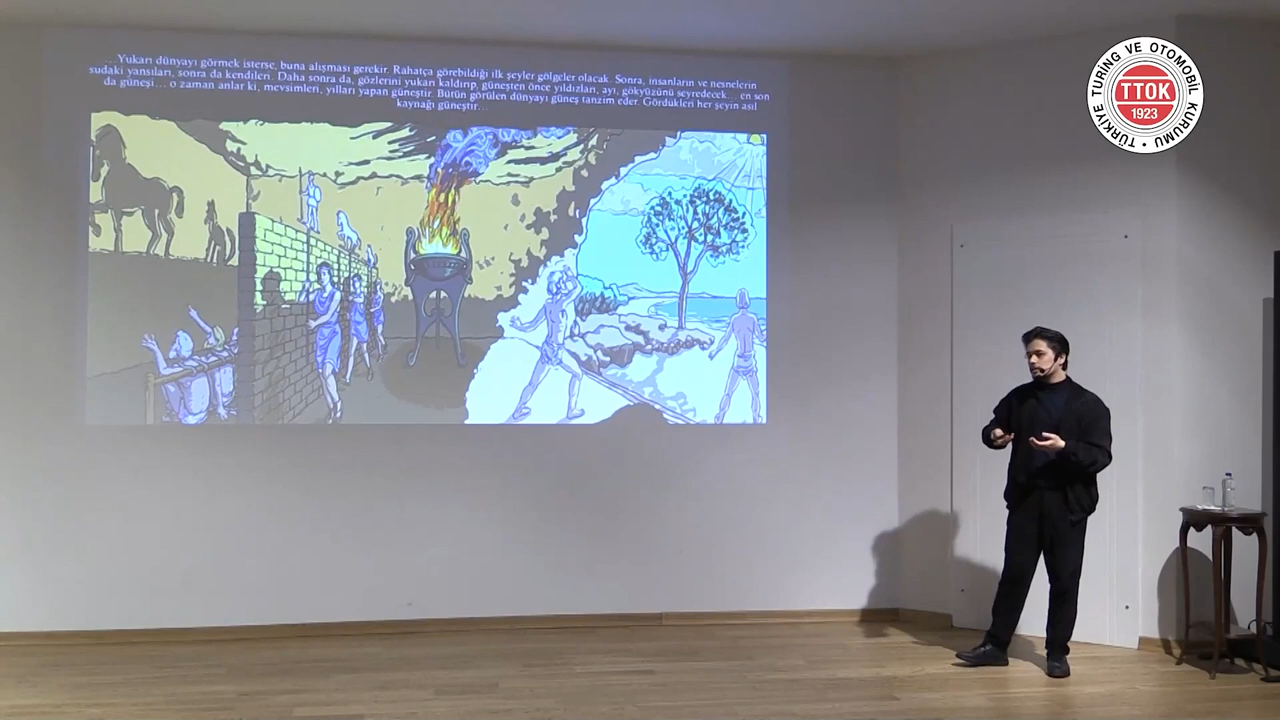 …Yukarı dünyayı görmek isterse, buna alışması gerekir. Rahatça görebildiği ilk şeyler gölgeler olacak. Sonra, insanların ve nesnelerin
sudaki yansıları, sonra da kendileri. Daha sonra da, gözlerini yukarı kaldırıp, güneşten önce yıldızları, ayı, gökyüzünü seyredecek… en son
da güneşi… o zaman anlar ki, mevsimleri, yılları yapan güneştir. Bütün görülen dünyayı güneş tanzim eder. Gördükleri her şeyin asıl
kaynağı güneştir…
TÜRKİYE TURİNG VE OTOMOBİL KURUMU
TTOK
1923